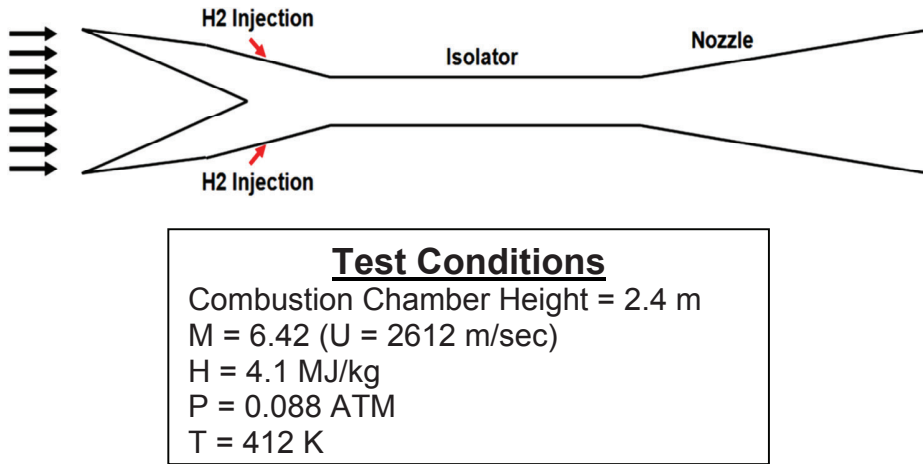 H2 Injection
Isolator
Nozzle
H2 Injection
Test Conditions
Combustion Chamber Height = 2.4 m
M = 6.42 (U = 2612 m/sec)
H = 4.1 MJ/kg
P = 0.088 ATM
T = 412 K